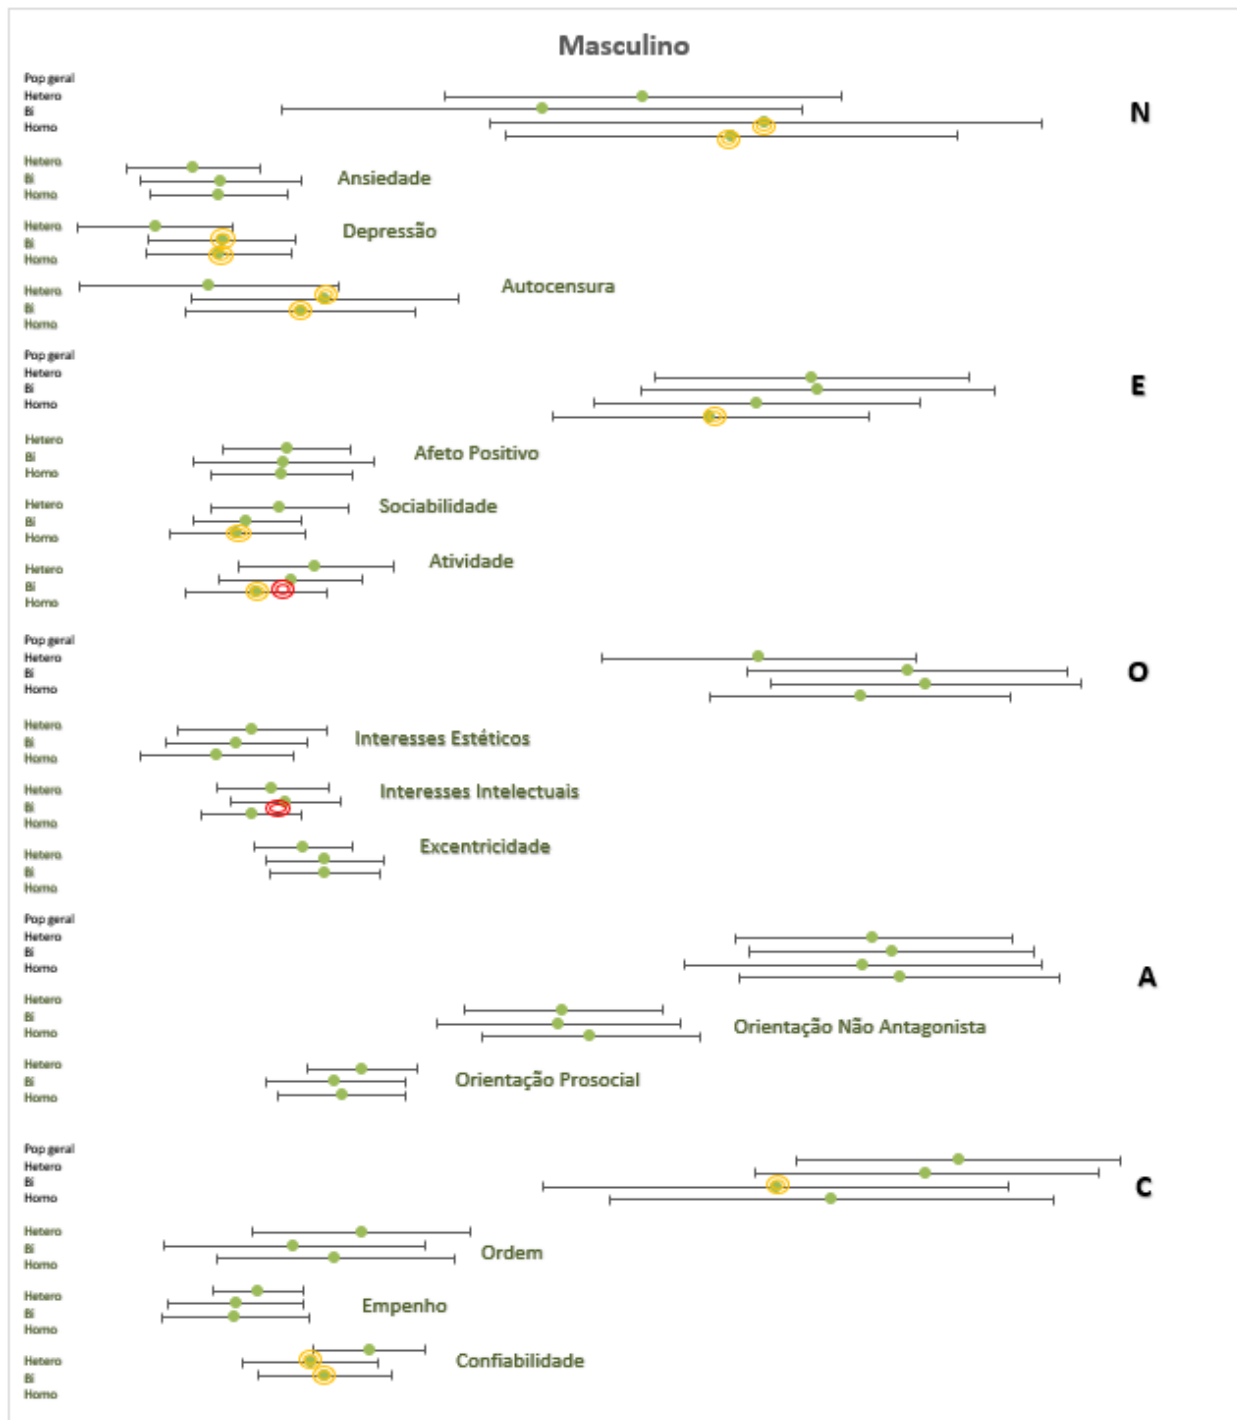 Masculino
Pop geral
Hetero
Bi
Homo
N
Hetero
Bi
Homo
Ansiedade
Hetero
Bi
Homo
Depressão
Hetero
Bi
Homo
Autocensura
Pop geral
Hetero
Bi
Homo
E
Hetero
Bi
Homo
Afeto Positivo
Hetero
Bi
Homo
Sociabilidade
Hetero
Bi
Homo
Atividade
Pop geral
Hetero
Bi
Homo
O
Hetero
Bi
Homo
Interesses Estéticos
Hetero
Bi
Homo
Interesses Intelectuais
Hetero
Bi
Homo
Excentricidade
Pop geral
Hetero
Bi
Homo
A
Hetero
Bi
Homo
Orientação Não Antagonista
Hetero
Bi
Homo
Orientação Prosocial
Pop geral
Hetero
Bi
Homo
C
Hetero
Bi
Homo
Ordem
Hetero
Bi
Homo
Empenho
Hetero
Bi
Homo
Confiabilidade